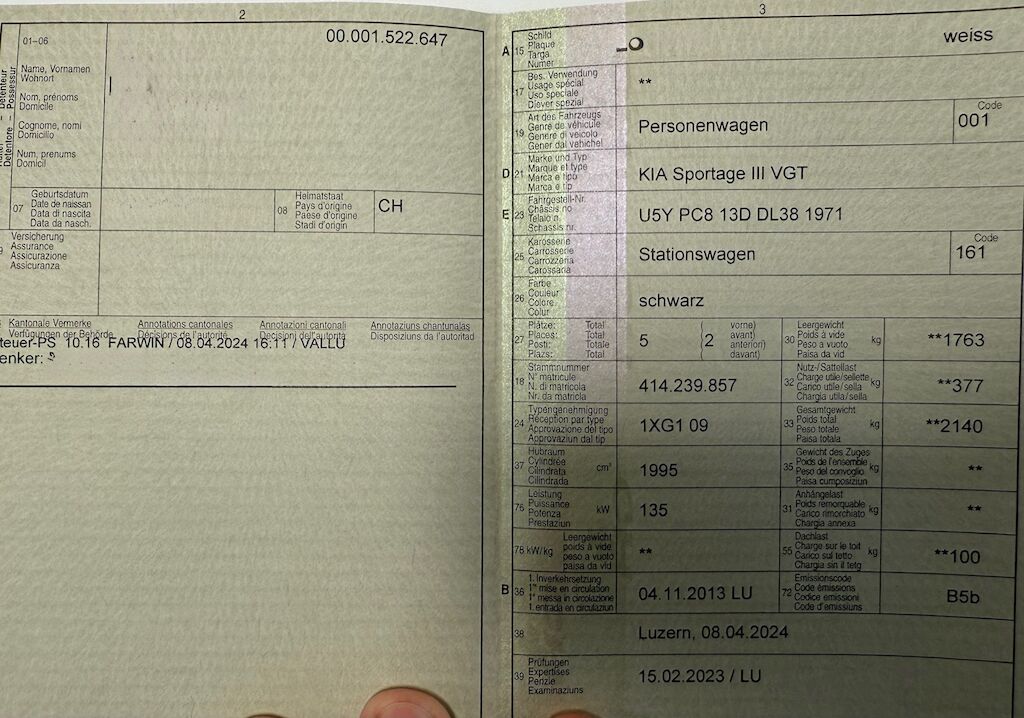 2
00.001.522.647
01-06
Name, Vornamen
Wohnort
Nom, prénoms
Domicile
Cognome, nomi
Domicilio
Num, prenums
Domicil
07
Geburtsdatum
Date de naissan
Data di nascita
Data da nasch.
08
Heimatstaat
Pays d'origine
Paese d'origine
Stadi d'origin
CH
Versicherung
Assurance
Assicurazione
Assicuranza
Kantonale Vermerke
Verfügungen der Behörde
Annotations cantonales
Décisions de l'autorité
Annotazioni cantonali
Decisioni dell'autorità
Annotaziuns chantunalas
Disposiziuns da l'autoritad
teuer-PS 10.16 FARWIN / 08.04.2024 16:11 / VALLU
enker:
3
A 15
Schild
Plaque
Targa
Numer
weiss
17
Bes. Verwendung
Usage spécial
Uso speciale
Diever spezial
**
19
Art des Fahrzeugs
Genre de véhicule
Genere di veicolo
Gener dal vehichel
Personenwagen
Code
001
D 21
Marke und Typ
Marque et type
Marca e tipo
Marca e tip
KIA Sportage III VGT
E 23
Fahrgestell-Nr.
Châssis no
Telaio n.
Schassis nr.
U5Y PC8 13D DL38 1971
25
Karosserie
Carrosserie
Carrozzeria
Carossaria
Stationswagen
Code
161
26
Farbe
Couleur
Colore
Colur
schwarz
27
Plätze: Total
Places: Total
Posti: Totale
Plazs: Total
5
2
vorne)
avant)
anteriori)
davant)
30
Leergewicht
Poids à vide
Peso a vuoto
Paisa da vid
kg
**1763
18
Stammnummer
N° matricule
N. di matricola
Nr. da matricla
414.239.857
32
Nutz-/Sattellast
Charge utile/sellette
Carico utile/sella
Chargia utila/sella
kg
**377
24
Typengenehmigung
Réception par type
Approvazione del tipo
Approvaziun dal tip
1XG1 09
33
Gesamtgewicht
Poids total
Peso totale
Paisa totala
kg
**2140
37
Hubraum
Cylindrée
Cilindrata
Cilindrada
cm³
1995
35
Gewicht des Zuges
Poids de l'ensemble
Peso del convoglio
Paisa cumposiziun
kg
**
76
Leistung
Puissance
Potenza
Prestaziun
kW
135
31
Anhängelast
Poids remorquable
Carico rimorchiato
Chargia annexa
kg
**
78 kW/kg
Leergewicht
poids à vide
peso a vuoto
paisa da vid
**
55
Dachlast
Charge sur le toit
Carico sul tetto
Chargia sin il tetg
kg
**100
B 36
1. Inverkehrsetzung
1re mise en circulation
1a messa in circolazione
1. entrada en circulaziun
04.11.2013 LU
72
Emissionscode
Code émissions
Codice emissioni
Code d'emissiuns
B5b
38
Luzern, 08.04.2024
39
Prüfungen
Expertises
Perizie
Examinaziuns
15.02.2023 / LU